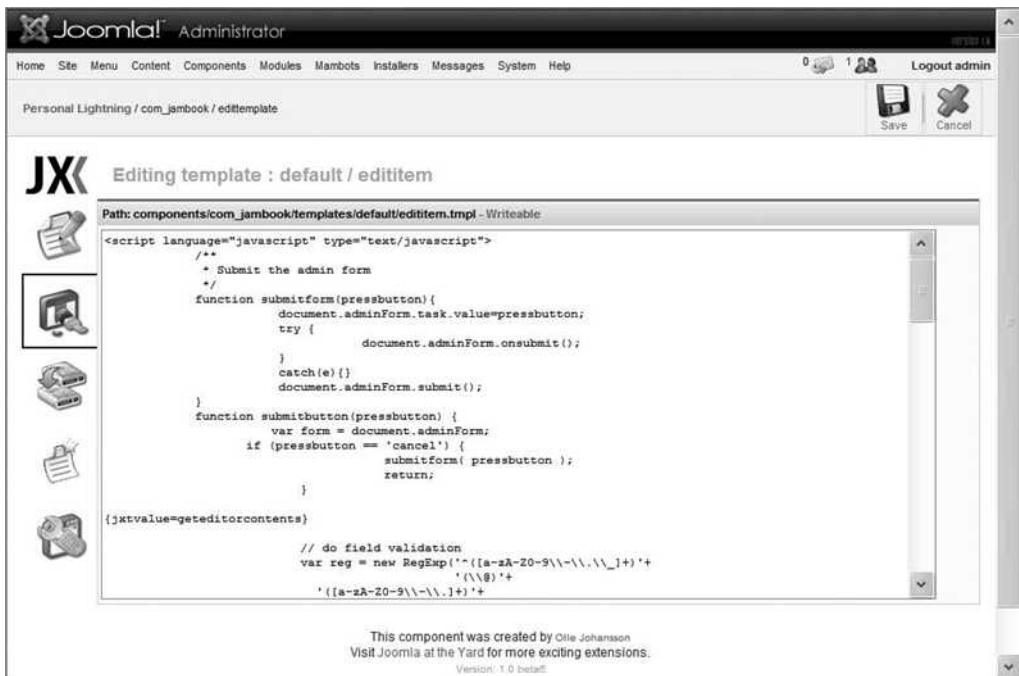 Joomla! Administrator
VERSION 1.0
Home Site Menu Content Components Modules Mambots Installers Messages System Help 0 1 Logout admin
Personal Lightning / com_jambook / edittemplate
Save Cancel
JX
Editing template : default / edititem
Path: components/com_jambook/templates/default/edititem.tmpl - Writeable
<script language="javascript" type="text/javascript">
/**
* Submit the admin form
*/
function submitform(pressbutton){
document.adminForm.task.value=pressbutton;
try {
document.adminForm.onsubmit();
}
catch(e){}
document.adminForm.submit();
}
function submitbutton(pressbutton) {
var form = document.adminForm;
if (pressbutton == 'cancel') {
submitform( pressbutton );
return;
}
{jxtvalue=geteditorcontents}
// do field validation
var reg = new RegExp('^([a-zA-Z0-9\\-\\.\\_]+)'+
'(\\@)'+
'([a-zA-Z0-9\\-\\.]+)'+
This component was created by Olle Johansson
Visit Joomla at the Yard for more exciting extensions.
Version: 1.0